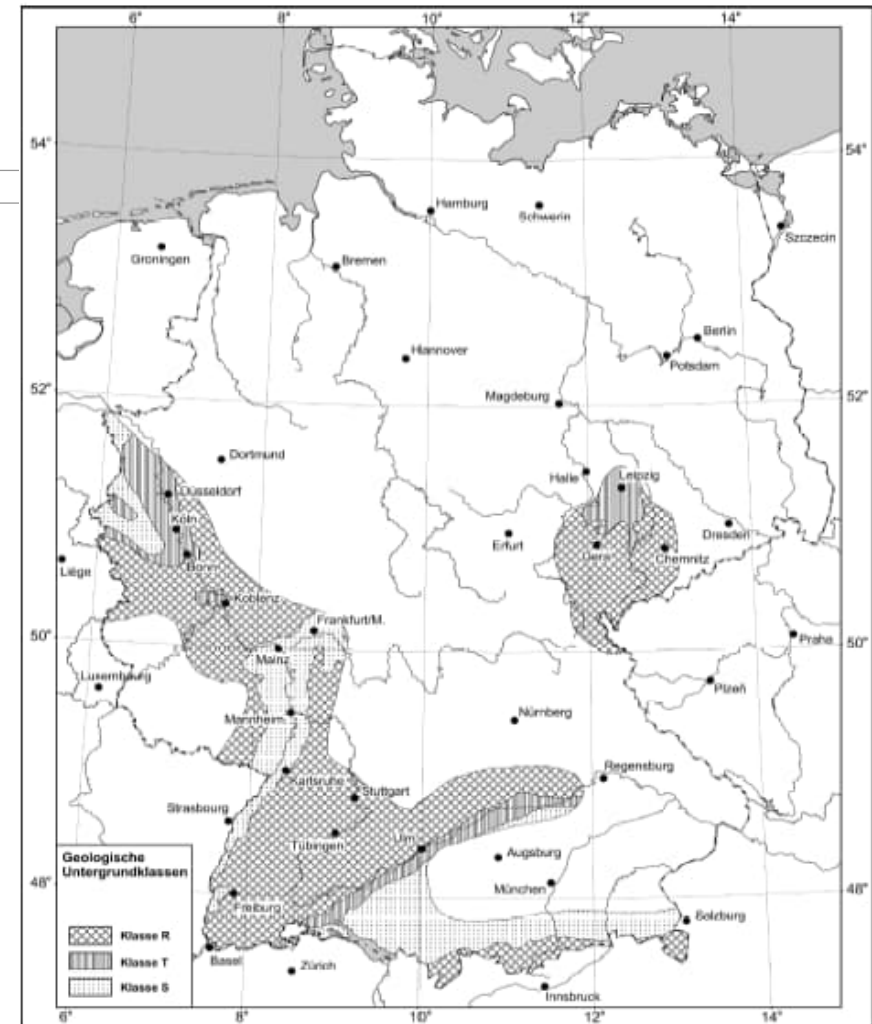 6° 8° 10° 12° 14°
54° 54°
Hamburg
Schwerin
Szczecin
Groningen
Bremen
Berlin
Hannover
Potsdam
52° Magdeburg 52°
Dortmund
Halle Leipzig
Düsseldorf
Köln
Dresden
Erfurt
Gera Chemnitz
Liège Bonn
Koblenz
Frankfurt/M.
50° Praha 50°
Mainz
Luxembourg
Plzeň
Mannheim
Nürnberg
Karlsruhe
Regensburg
Stuttgart
Strasbourg
Tübingen Ulm
Augsburg
Geologische
Untergrundklassen
48° München 48°
Freiburg
Salzburg
Klasse R
Basel
Zürich
Klasse T
Klasse S
Innsbruck
6° 8° 10° 12° 14°